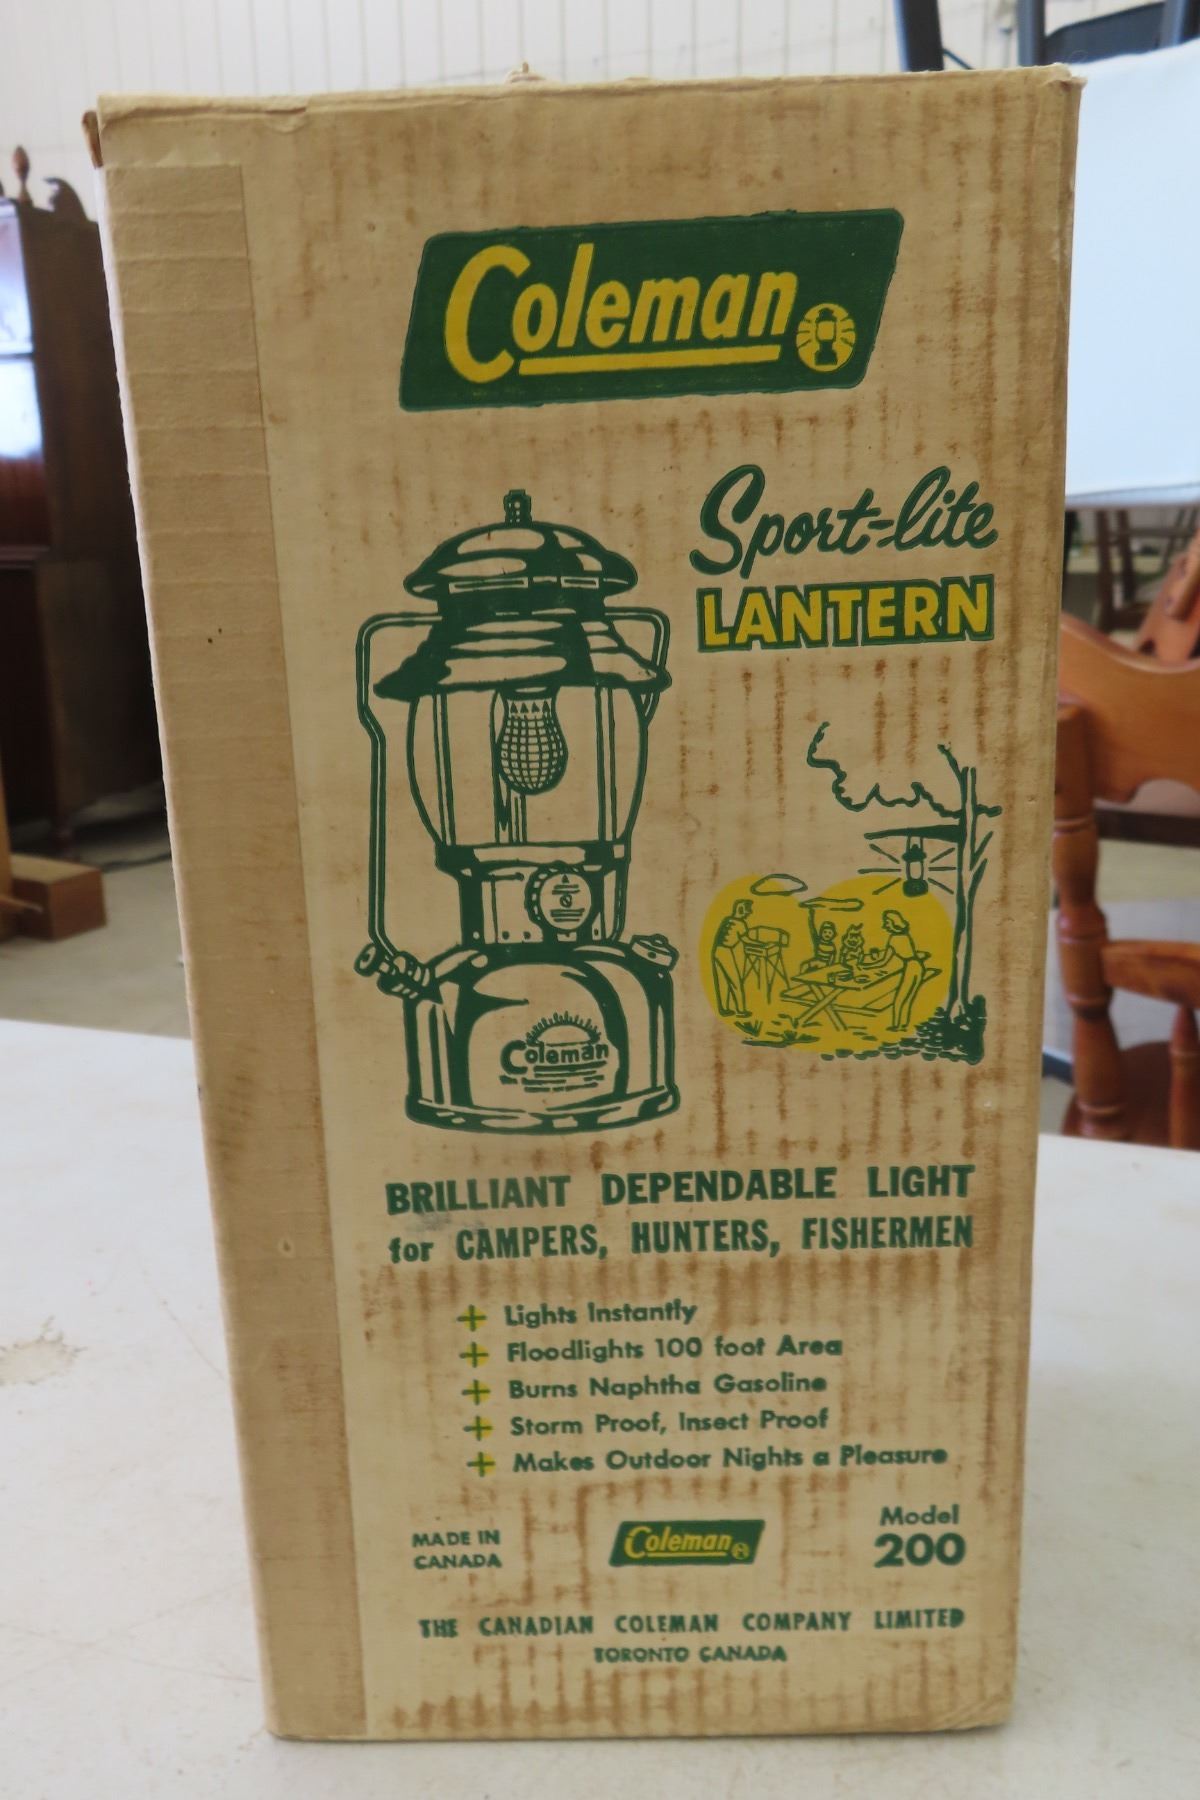 Coleman
Sport-lite
LANTERN
Coleman
BRILLIANT DEPENDABLE LIGHT
for CAMPERS, HUNTERS, FISHERMEN
+ Lights Instantly
+ Floodlights 100 foot Area
+ Burns Naphtha Gasoline
+ Storm Proof, Insect Proof
+ Makes Outdoor Nights a Pleasure
MADE IN
CANADA
Coleman
Model
200
THE CANADIAN COLEMAN COMPANY LIMITED
TORONTO CANADA